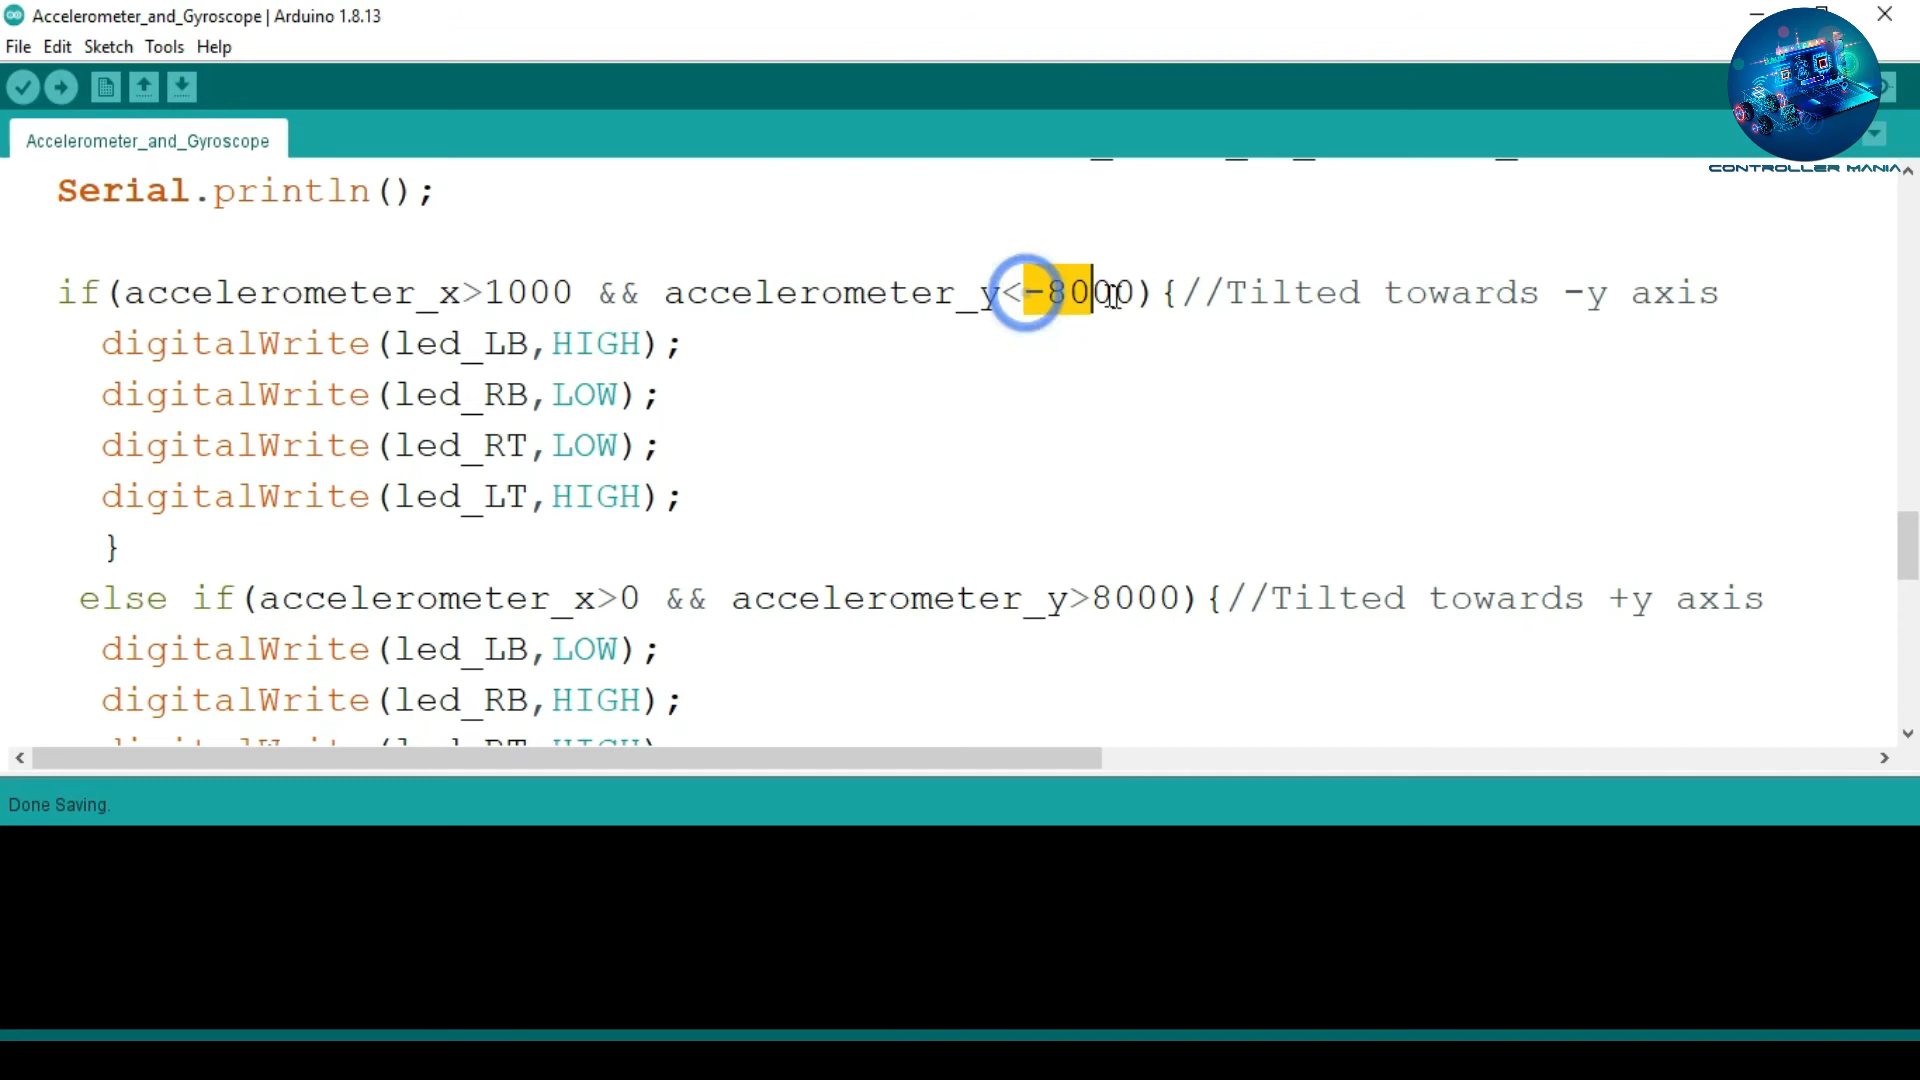 Accelerometer_and_Gyroscope | Arduino 1.8.13
File Edit Sketch Tools Help
Accelerometer_and_Gyroscope
CONTROLLER MANIA
Serial.println();
if(accelerometer_x>1000 && accelerometer_y<-8000){//Tilted towards -y axis
digitalWrite(led_LB,HIGH);
digitalWrite(led_RB,LOW);
digitalWrite(led_RT,LOW);
digitalWrite(led_LT,HIGH);
}
else if(accelerometer_x>0 && accelerometer_y>8000){//Tilted towards +y axis
digitalWrite(led_LB,LOW);
digitalWrite(led_RB,HIGH);
Done Saving.